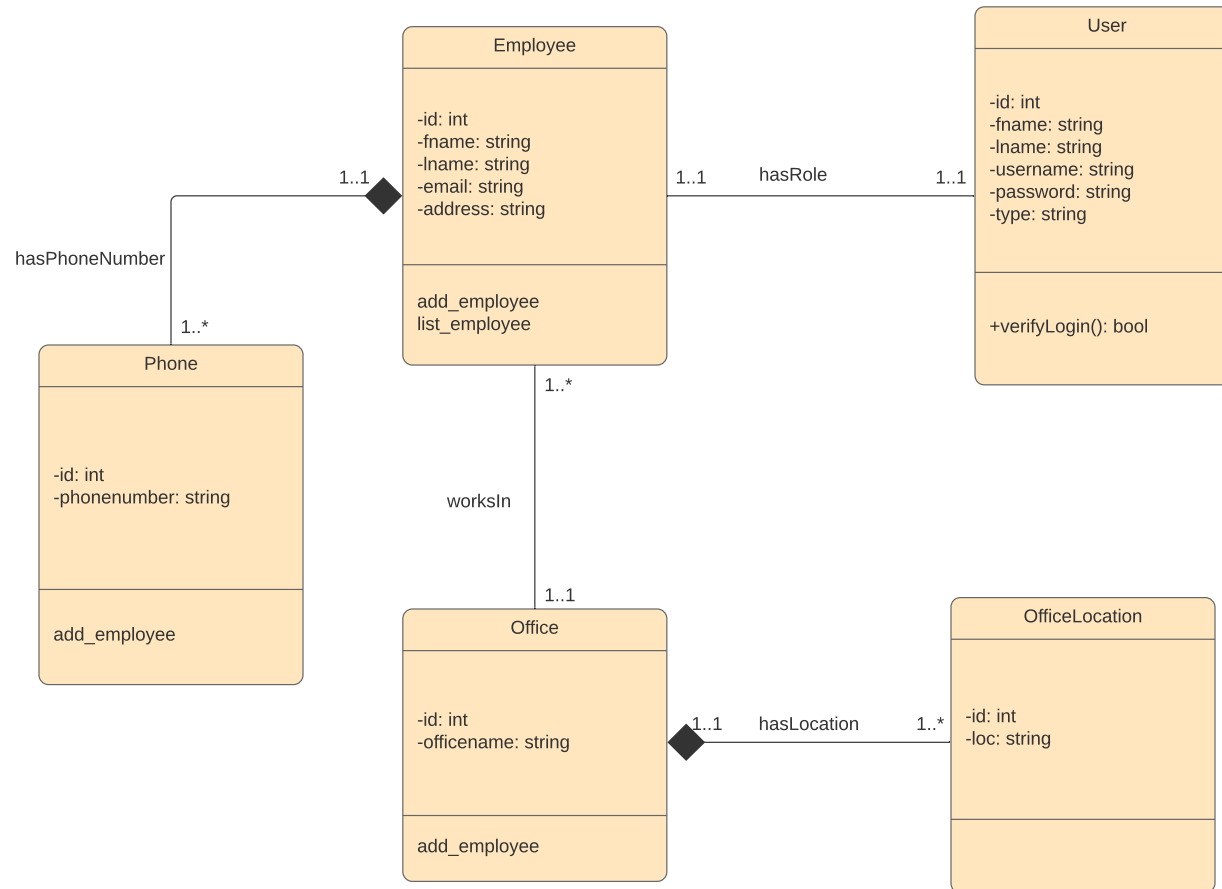 Employee
-id: int
-fname: string
-lname: string
-email: string
-address: string
add_employee
list_employee
User
-id: int
-fname: string
-lname: string
-username: string
-password: string
-type: string
+verifyLogin(): bool
1..1
hasRole
1..1
1..1
hasPhoneNumber
1..*
Phone
-id: int
-phonenumber: string
add_employee
1..*
worksIn
1..1
Office
-id: int
-officename: string
add_employee
1..1
hasLocation
1..*
OfficeLocation
-id: int
-loc: string